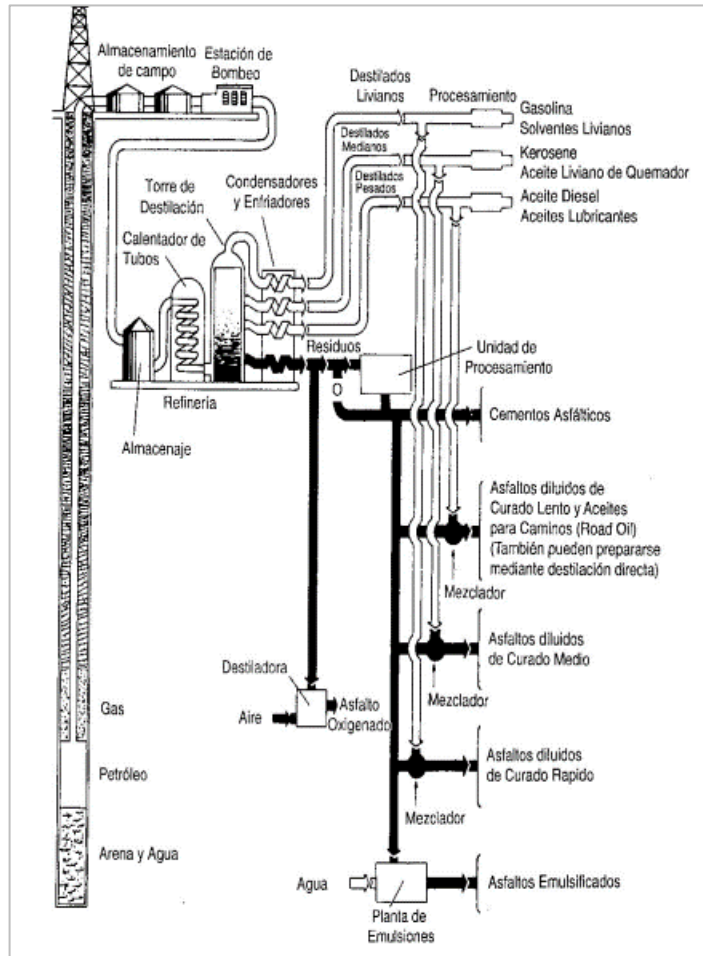 Almacenamiento
de campo
Estación de
Bombeo
Destilados
Livianos
Procesamiento
Gasolina
Solventes Livianos
Destilados
Medianos
Kerosene
Aceite Liviano de Quemador
Destilados
Pesados
Aceite Diesel
Aceites Lubricantes
Torre de
Destilación
Condensadores
y Enfriadores
Calentador de
Tubos
Residuos
Unidad de
Procesamiento
Refinería
Almacenaje
Cementos Asfálticos
Asfaltos diluidos de
Curado Lento y Aceites
para Caminos (Road Oil)
(También pueden prepararse
mediante destilación directa)
Mezclador
Asfaltos diluidos
de Curado Medio
Mezclador
Destiladora
Aire
Asfalto
Oxigenado
Gas
Petróleo
Arena y Agua
Asfaltos diluidos
de Curado Rapido
Mezclador
Agua
Planta de
Emulsiones
Asfaltos Emulsificados